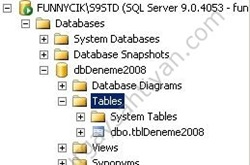 FUNNYCIK\S9STD (SQL Server 9.0.4053 - fun
Databases
System Databases
Database Snapshots
dbDeneme2008
Database Diagrams
Tables
System Tables
dbo.tblDeneme2008
Views
Synonyms